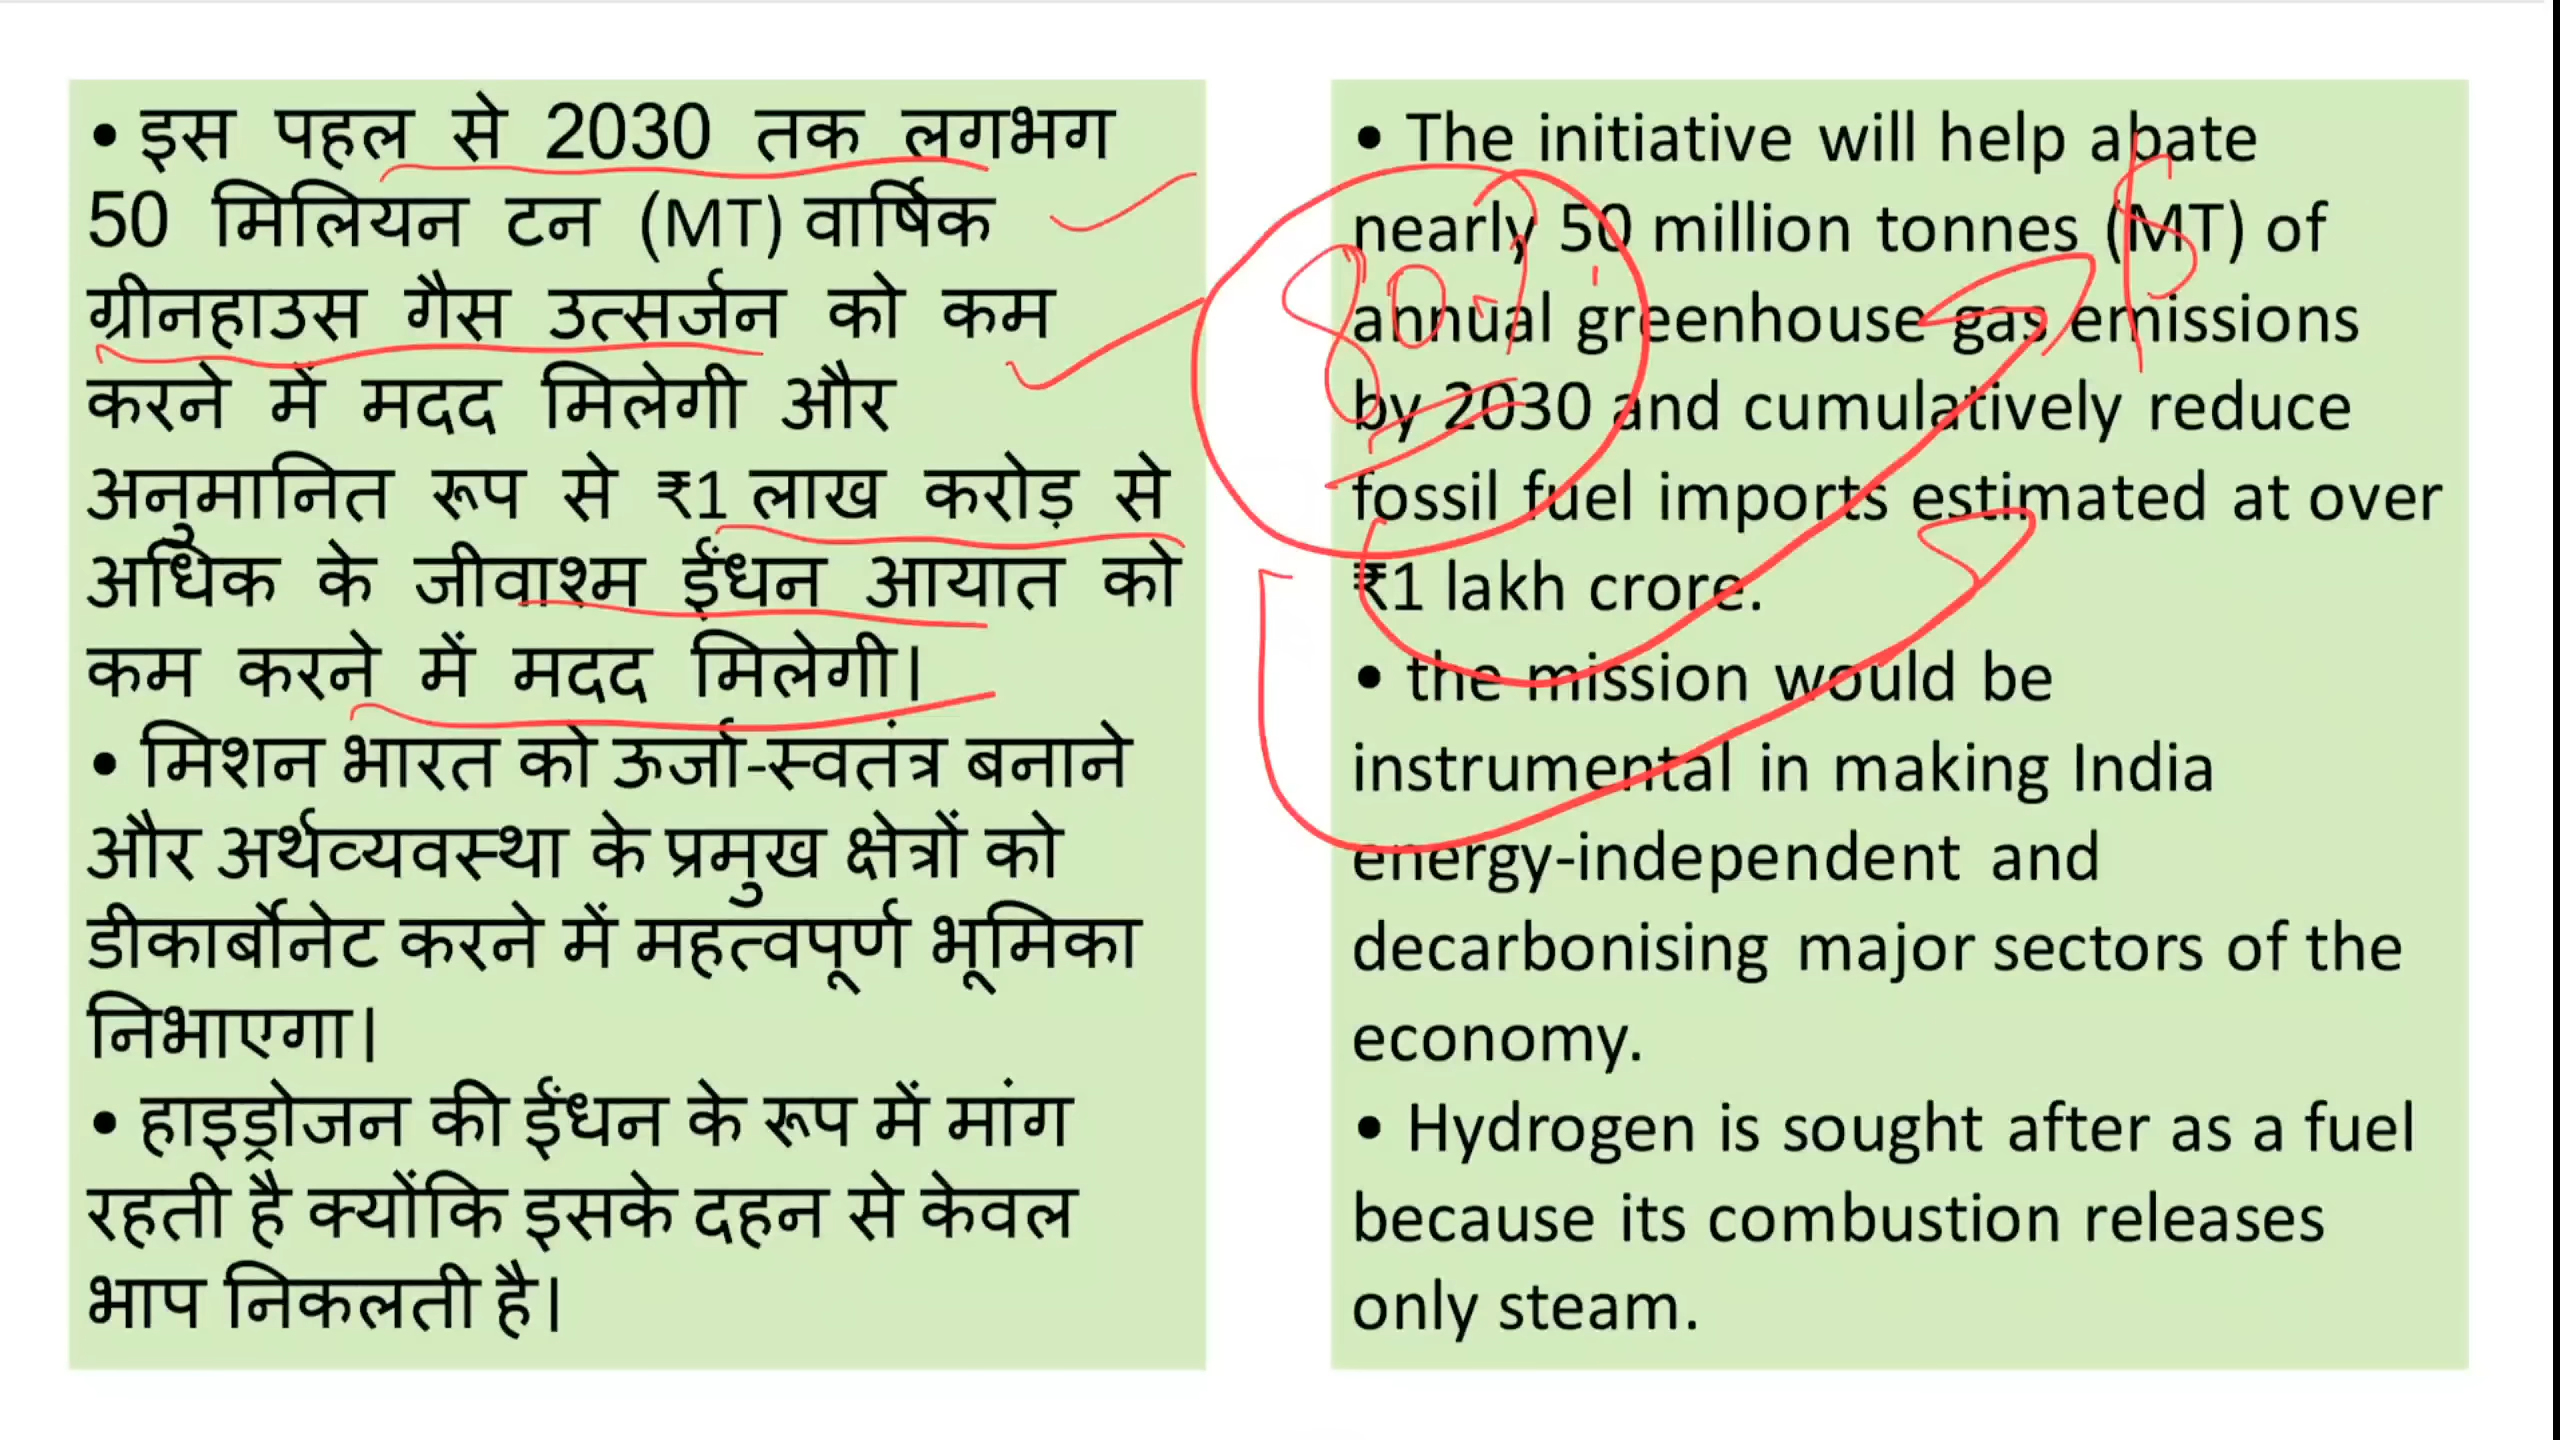 • इस पहल से 2030 तक लगभग
50 मिलियन टन (MT) वार्षिक
ग्रीनहाउस गैस उत्सर्जन को कम
करने में मदद मिलेगी और
अनुमानित रूप से ₹1 लाख करोड़ से
अधिक के जीवाश्म ईंधन आयात को
कम करने में मदद मिलेगी।
• मिशन भारत को ऊर्जा-स्वतंत्र बनाने
और अर्थव्यवस्था के प्रमुख क्षेत्रों को
डीकार्बोनेट करने में महत्वपूर्ण भूमिका
निभाएगा।
• हाइड्रोजन की ईंधन के रूप में मांग
रहती है क्योंकि इसके दहन से केवल
भाप निकलती है।
• The initiative will help abate
nearly 50 million tonnes (MT) of
annual greenhouse gas emissions
by 2030 and cumulatively reduce
fossil fuel imports estimated at over
₹1 lakh crore.
• the mission would be
instrumental in making India
energy-independent and
decarbonising major sectors of the
economy.
• Hydrogen is sought after as a fuel
because its combustion releases
only steam.
$